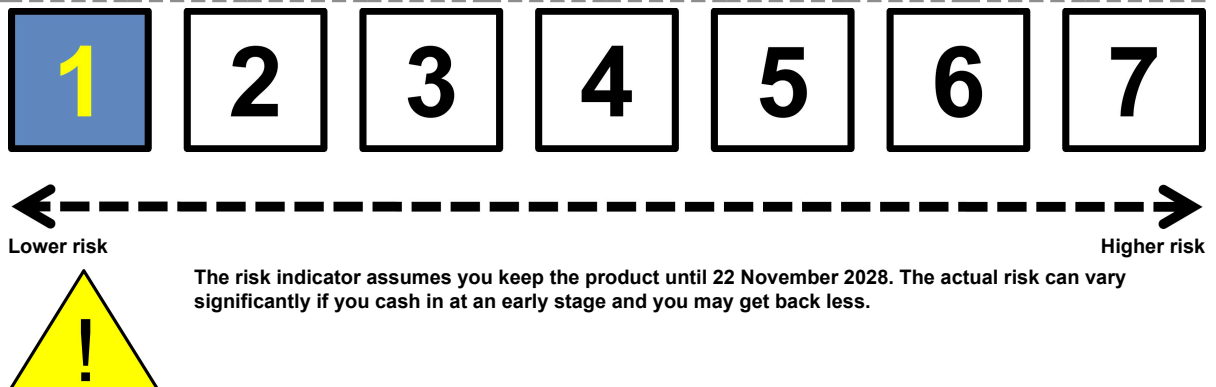 1 2 3 4 5 6 7
Lower risk Higher risk
The risk indicator assumes you keep the product until 22 November 2028. The actual risk can vary
significantly if you cash in at an early stage and you may get back less.
!